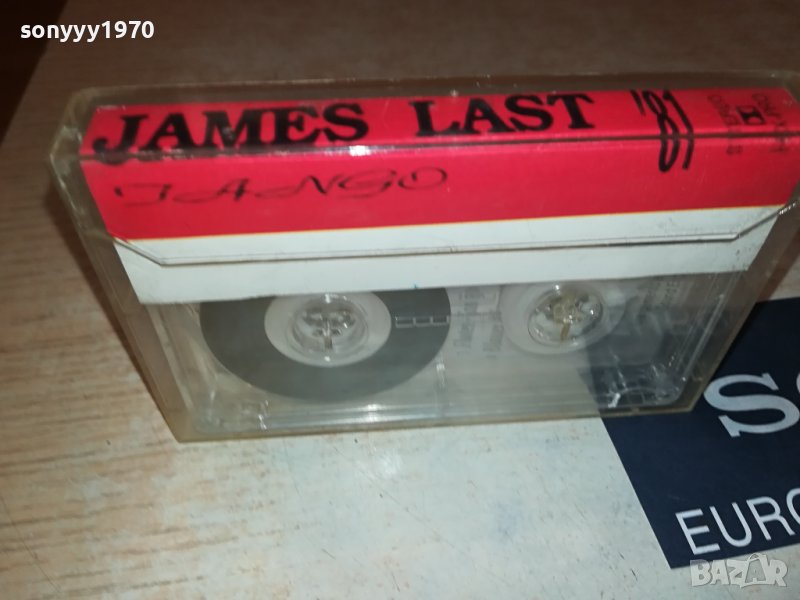 sonyyy1970
JAMES LAST '81
TANGO
S
EURO
BAZAR